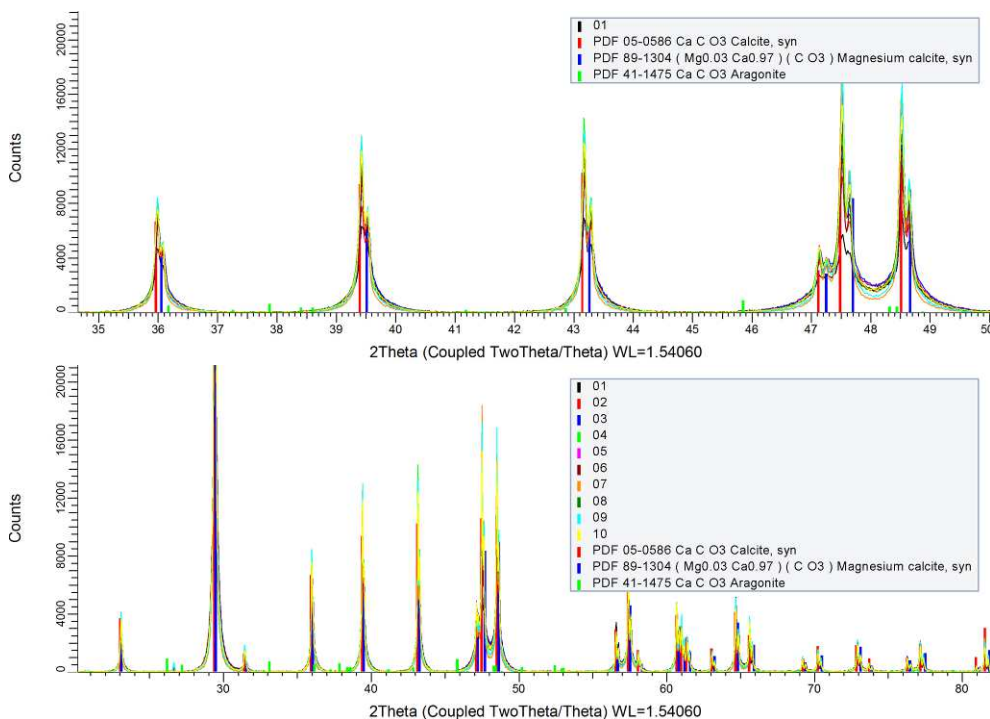 20000
01
PDF 05-0586 Ca C O3 Calcite, syn
PDF 89-1304 ( Mg0.03 Ca0.97 ) ( C O3 ) Magnesium calcite, syn
PDF 41-1475 Ca C O3 Aragonite
16000
Counts
12000
8000
4000
0
35 36 37 38 39 40 41 42 43 44 45 46 47 48 49 50
2Theta (Coupled TwoTheta/Theta) WL=1.54060
20000
01
02
03
04
05
06
07
08
09
10
PDF 05-0586 Ca C O3 Calcite, syn
PDF 89-1304 ( Mg0.03 Ca0.97 ) ( C O3 ) Magnesium calcite, syn
PDF 41-1475 Ca C O3 Aragonite
16000
Counts
12000
8000
4000
0
30 40 50 60 70 80
2Theta (Coupled TwoTheta/Theta) WL=1.54060